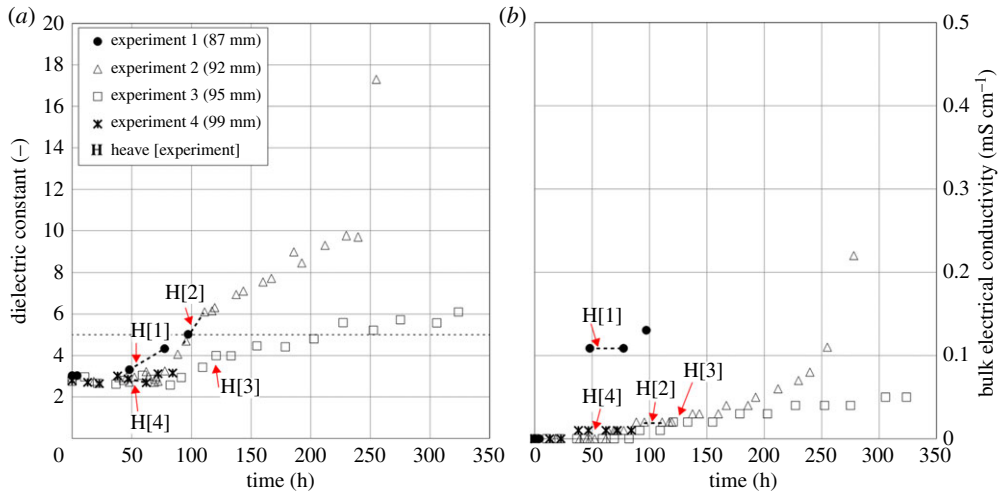 (a)
20
18
16
14
12
10
8
6
4
2
dielectric constant (–)
experiment 1 (87 mm)
experiment 2 (92 mm)
experiment 3 (95 mm)
experiment 4 (99 mm)
H heave [experiment]
H[2]
H[1]
H[3]
H[4]
0 50 100 150 200 250 300 350
time (h)
(b)
0.5
0.4
0.3
0.2
0.1
0
bulk electrical conductivity (mS cm⁻¹)
H[1]
H[3]
H[2]
H[4]
0 50 100 150 200 250 300 350
time (h)